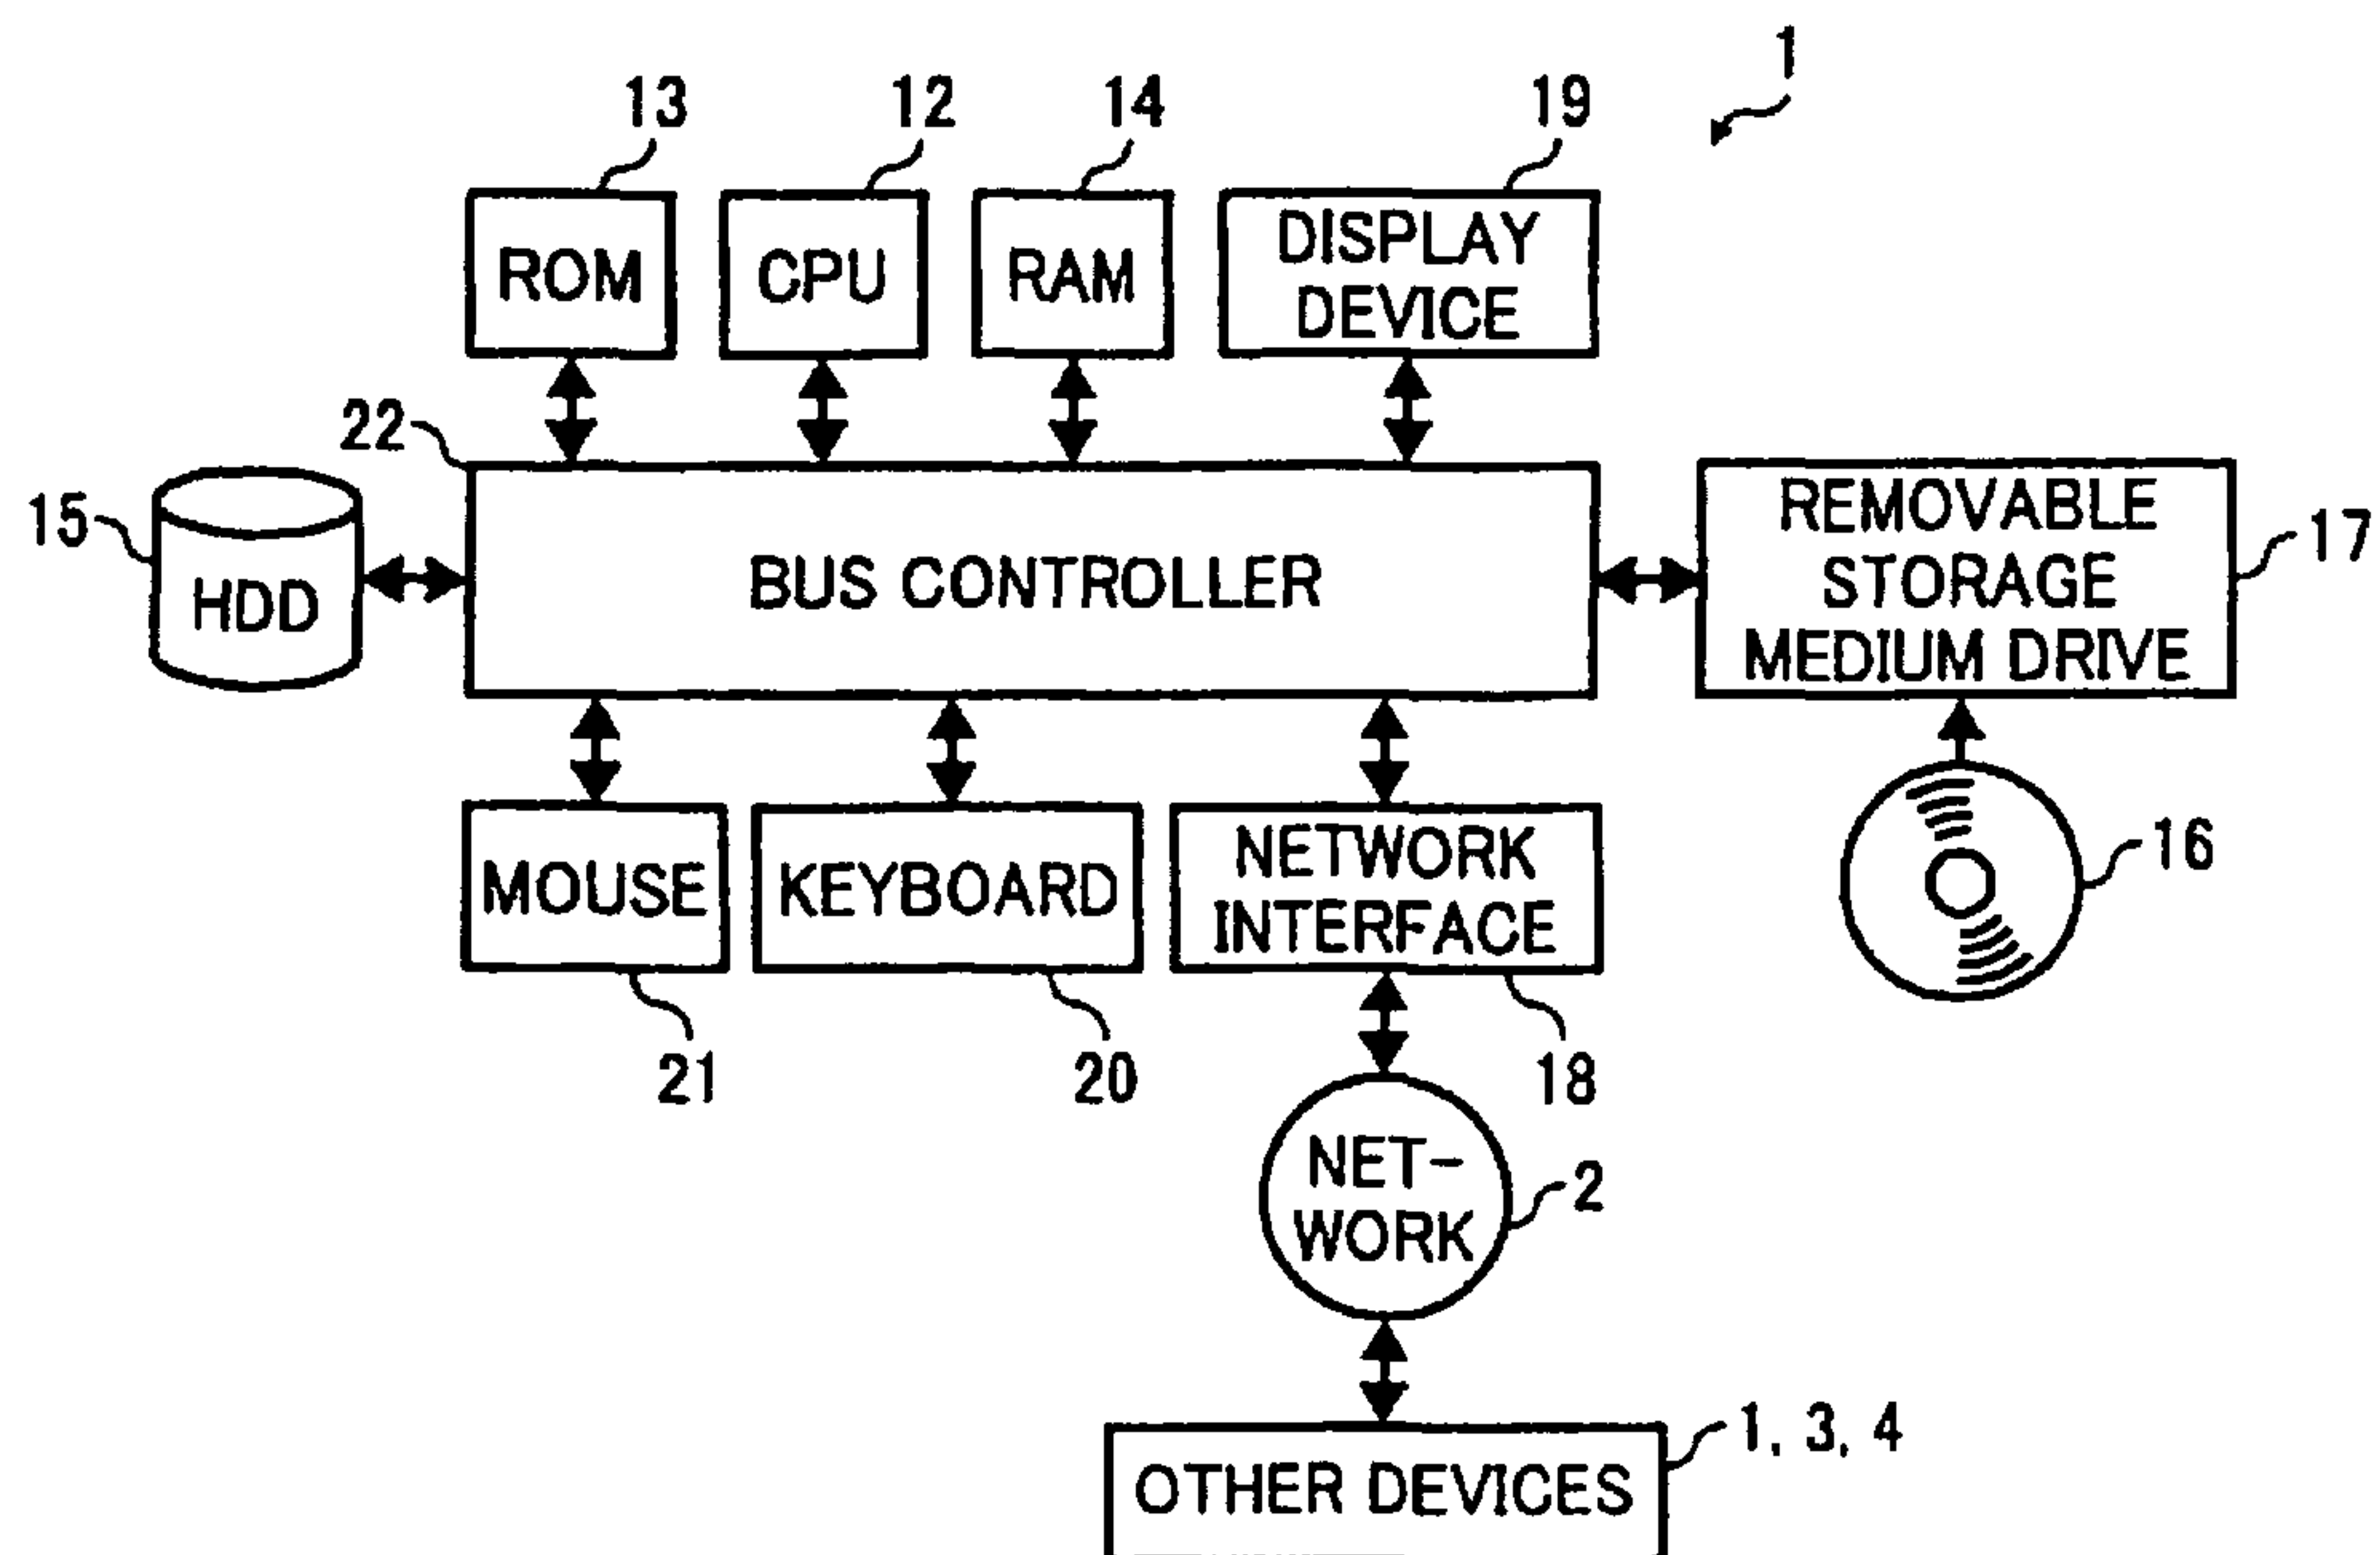 1
13
12
14
19
ROM
CPU
RAM
DISPLAY
DEVICE
22
15
HDD
BUS CONTROLLER
REMOVABLE
STORAGE
MEDIUM DRIVE
17
MOUSE
KEYBOARD
NETWORK
INTERFACE
16
21
20
18
NET-
WORK
2
1, 3, 4
OTHER DEVICES